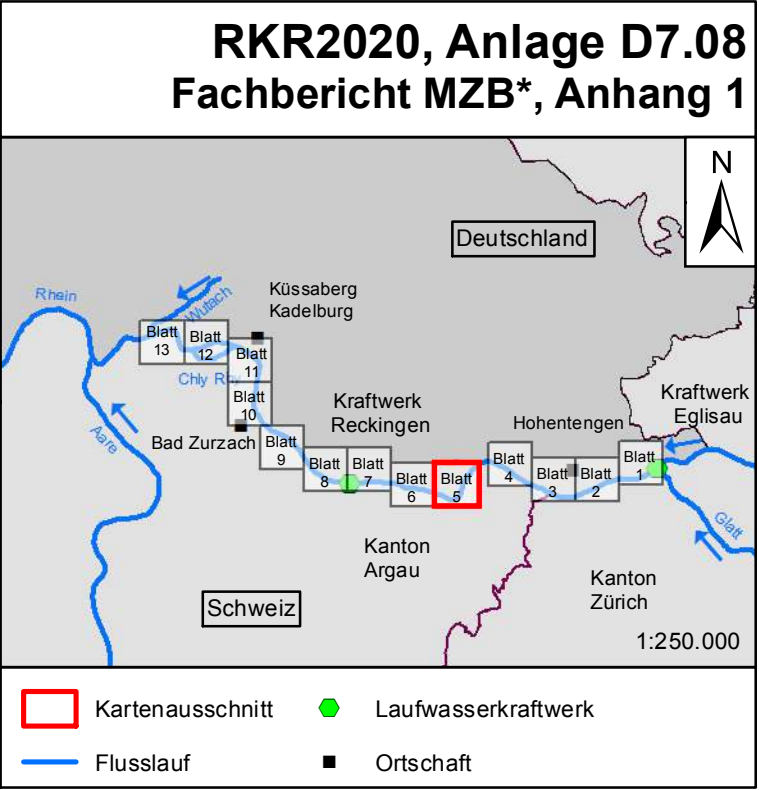 RKR2020, Anlage D7.08
Fachbericht MZB*, Anhang 1
N
Deutschland
Rhein
Wutach
Küssaberg
Kadelburg
Blatt
13
Blatt
12
Blatt
11
Chly Rhy
Blatt
10
Bad Zurzach
Blatt
9
Kraftwerk
Reckingen
Blatt
8
Blatt
7
Blatt
6
Blatt
5
Hohentengen
Blatt
4
Blatt
3
Blatt
2
Blatt
1
Kraftwerk
Eglisau
Aare
Glatt
Kanton
Argau
Kanton
Zürich
Schweiz
1:250.000
Kartenausschnitt
Laufwasserkraftwerk
Flusslauf
Ortschaft